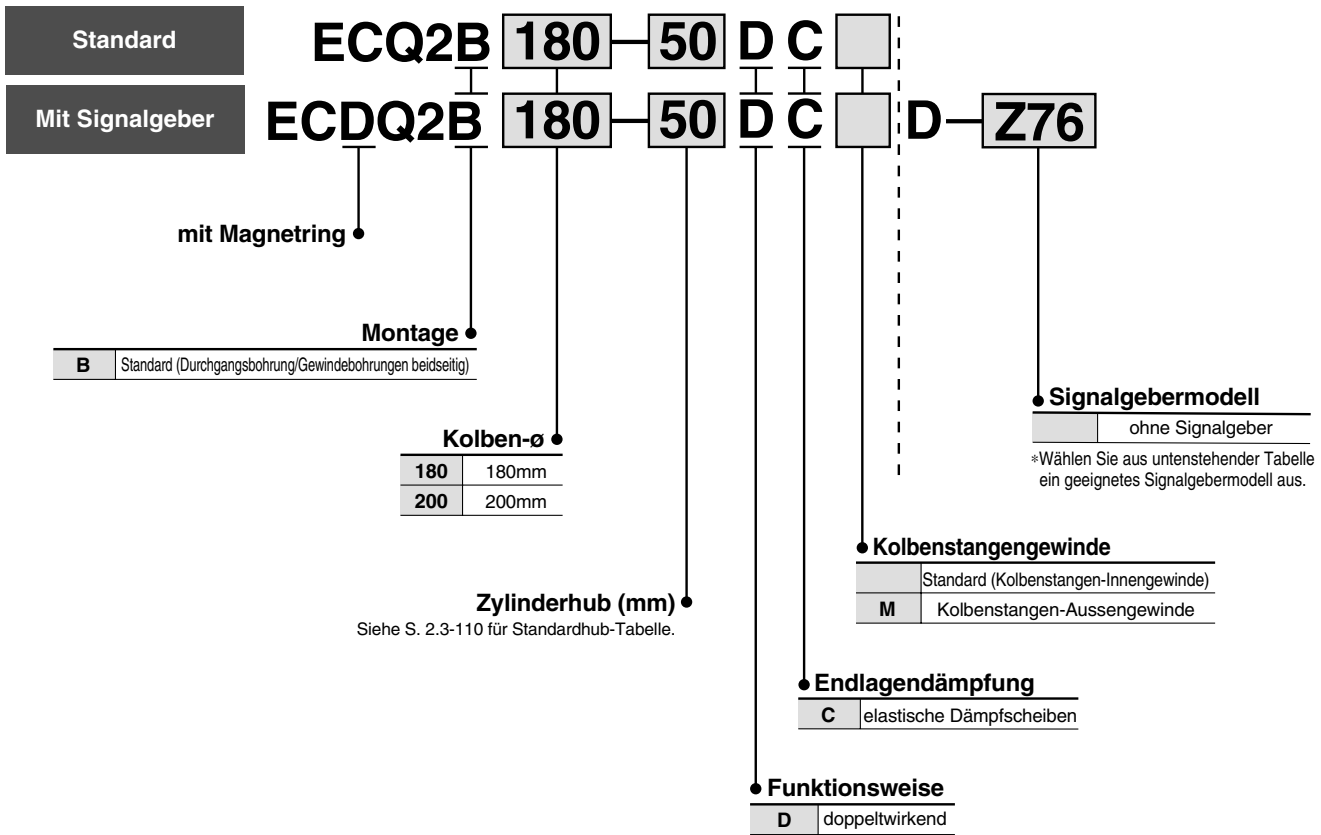 Standard
ECQ2B 180—50 D C
Mit Signalgeber
ECDQ2B 180—50 D C D—Z76
mit Magnetring
Montage
B Standard (Durchgangsbohrung/Gewindebohrungen beidseitig)
Signalgebermodell
ohne Signalgeber
*Wählen Sie aus untenstehender Tabelle
ein geeignetes Signalgebermodell aus.
Kolben-ø
180 180mm
200 200mm
Kolbenstangengewinde
Standard (Kolbenstangen-Innengewinde)
M Kolbenstangen-Aussengewinde
Zylinderhub (mm)
Siehe S. 2.3-110 für Standardhub-Tabelle.
Endlagendämpfung
C elastische Dämpfscheiben
Funktionsweise
D doppeltwirkend